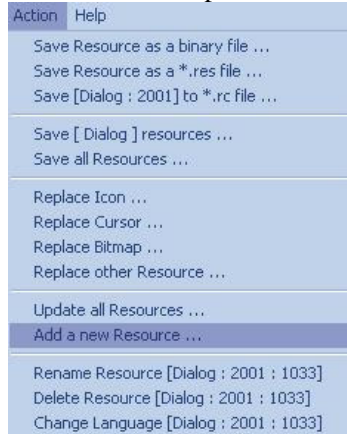 Action Help
Save Resource as a binary file ...
Save Resource as a *.res file ...
Save [Dialog : 2001] to *.rc file ...
Save [ Dialog ] resources ...
Save all Resources ...
Replace Icon ...
Replace Cursor ...
Replace Bitmap ...
Replace other Resource ...
Update all Resources ...
Add a new Resource ...
Rename Resource [Dialog : 2001 : 1033]
Delete Resource [Dialog : 2001 : 1033]
Change Language [Dialog : 2001 : 1033]